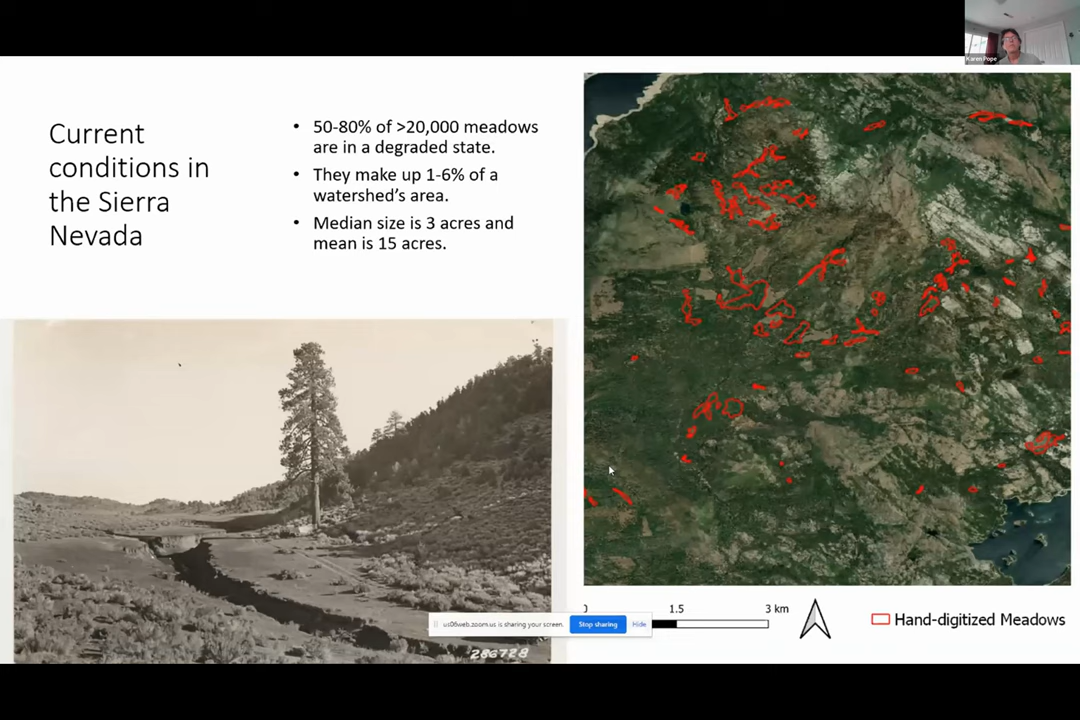 Karen Pope
Current
conditions in
the Sierra
Nevada
• 50-80% of >20,000 meadows
are in a degraded state.
• They make up 1-6% of a
watershed's area.
• Median size is 3 acres and
mean is 15 acres.
286728
0 1.5 3 km
Hand-digitized Meadows
us06web.zoom.us is sharing your screen. Stop sharing Hide